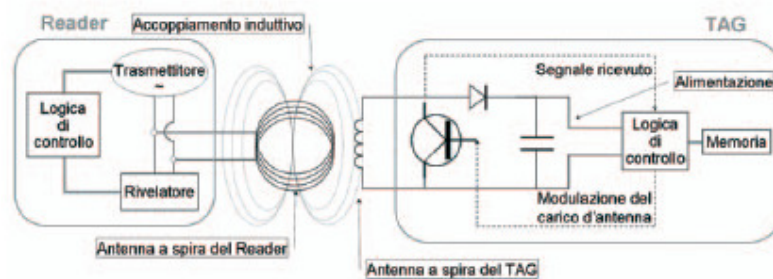 Reader
Accoppiamento induttivo
TAG
Trasmettitore
~
Segnale ricevuto
Alimentazione
Logica
di
controllo
Logica
di
controllo
Memoria
Rivelatore
Modulazione del
carico d'antenna
Antenna a spira del Reader
Antenna a spira del TAG